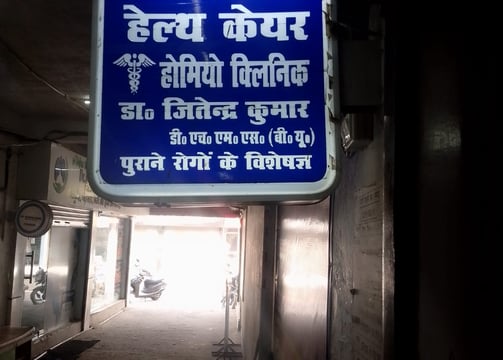 हेल्थ केयर
होमियो क्लिनिक
डा० जितेन्द्र कुमार
डी० एच० एम० एस० (बी० यू०)
पुराने रोगों के विशेषज्ञ